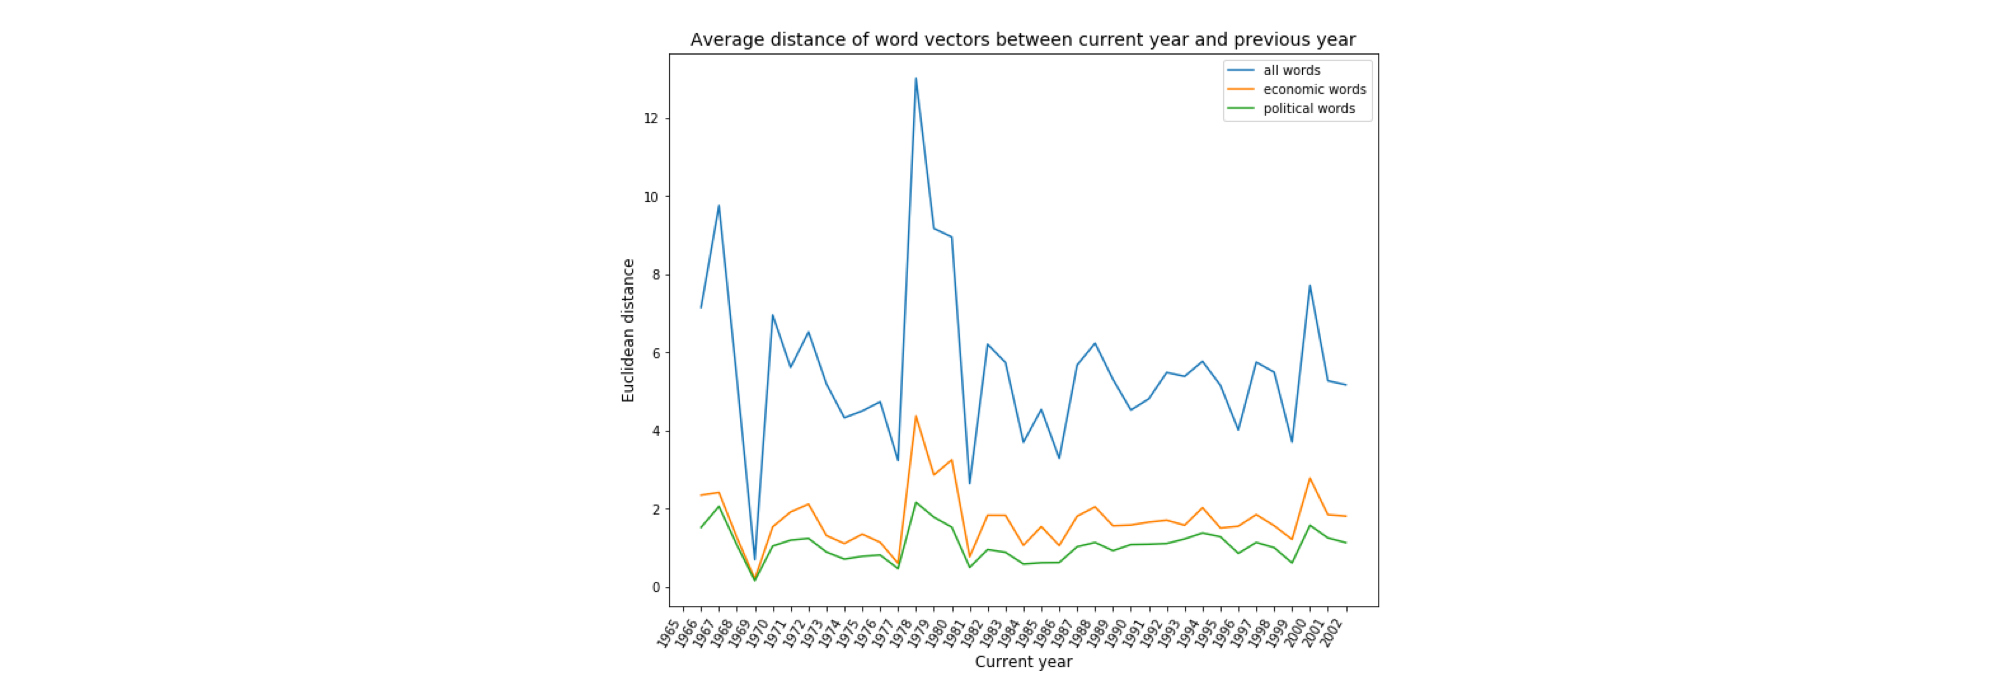 Average distance of word vectors between current year and previous year
all words
economic words
political words
12
10
8
6
4
2
0
Euclidean distance
1965 1966 1967 1968 1969 1970 1971 1972 1973 1974 1975 1976 1977 1978 1979 1980 1981 1982 1983 1984 1985 1986 1987 1988 1989 1990 1991 1992 1993 1994 1995 1996 1997 1998 1999 2000 2001 2002
Current year